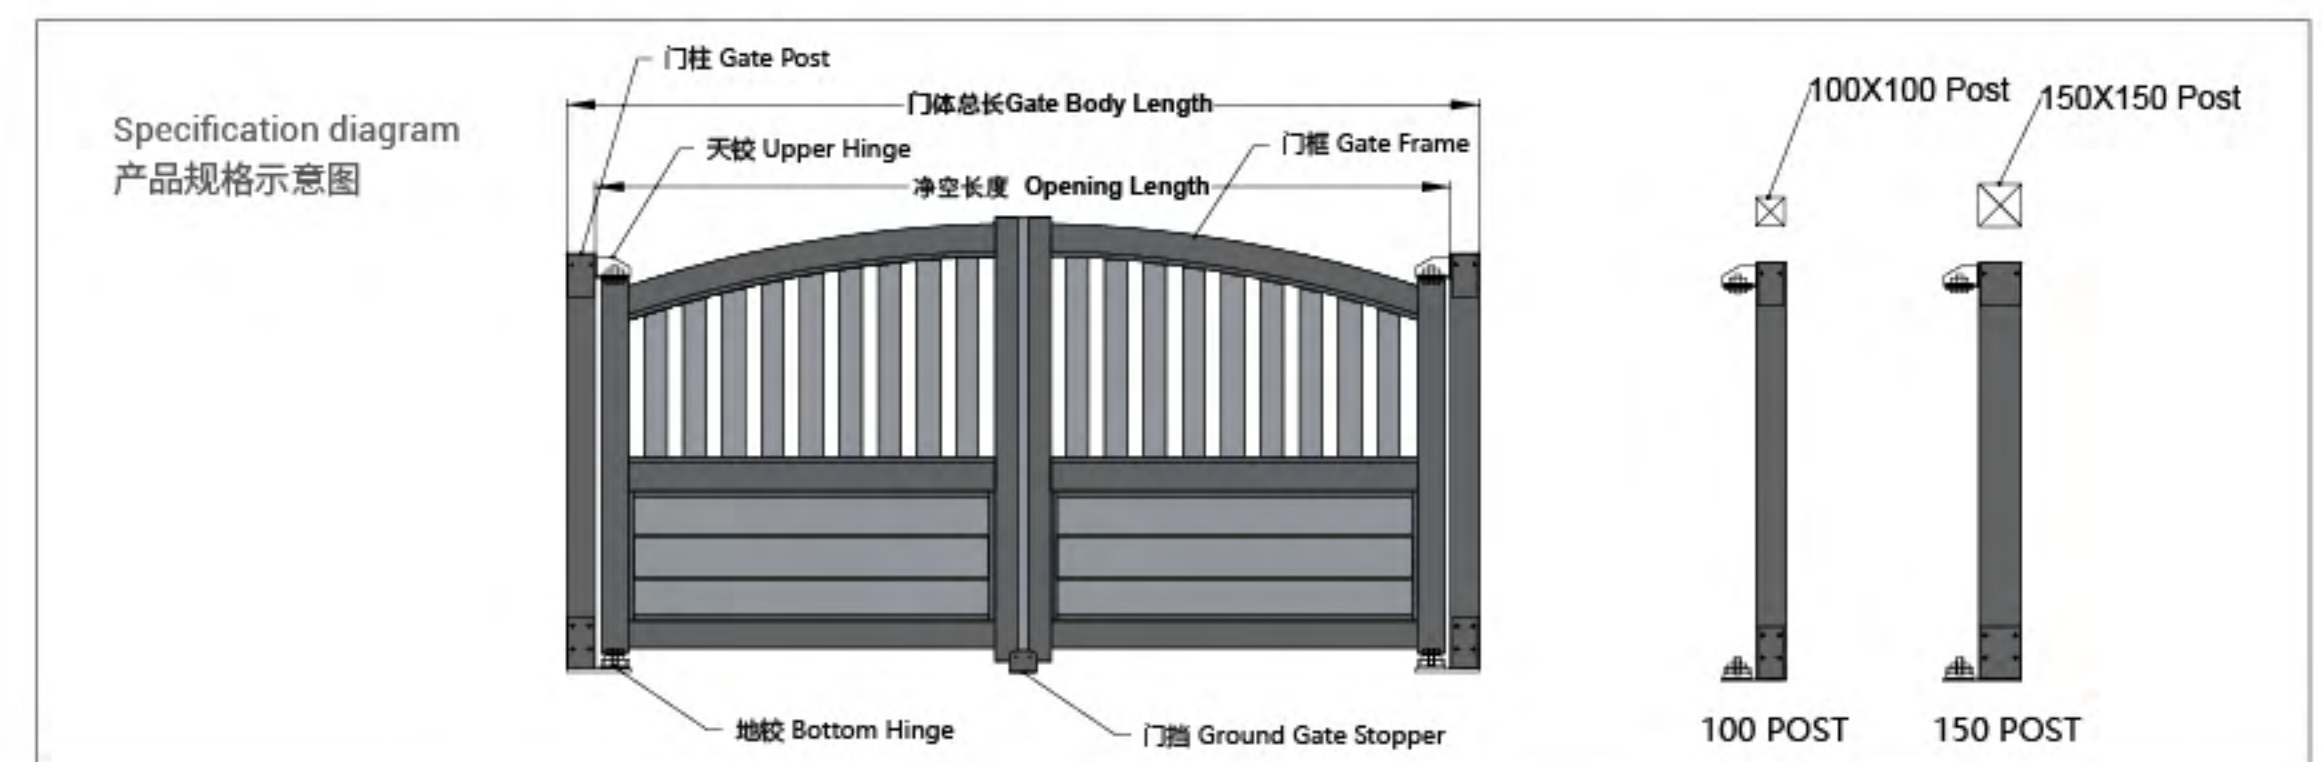 Specification diagram
产品规格示意图
门柱 Gate Post
门体总长Gate Body Length
天铰 Upper Hinge
门框 Gate Frame
净空长度 Opening Length
地铰 Bottom Hinge
门挡 Ground Gate Stopper
100X100 Post
150X150 Post
100 POST
150 POST